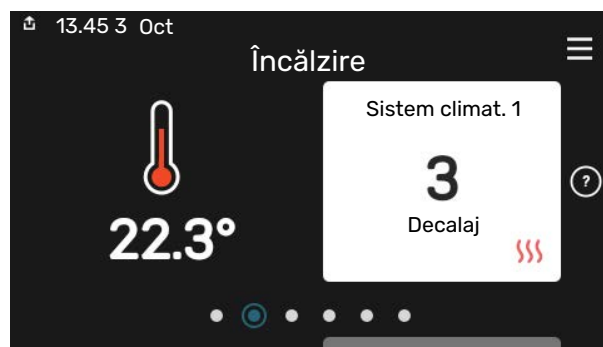 13.45 3 Oct
Încălzire
Sistem climat. 1
3
Decalaj
22.3°
?